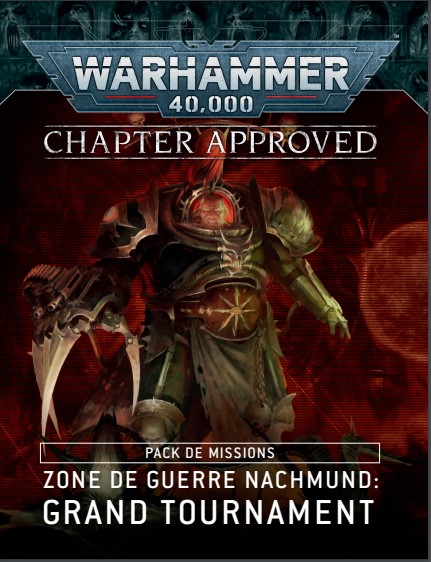 WARHAMMER
40,000
CHAPTER APPROVED
PACK DE MISSIONS
ZONE DE GUERRE NACHMUND:
GRAND TOURNAMENT